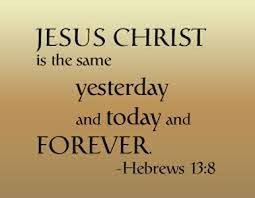 JESUS CHRIST
is the same
yesterday
and today and
FOREVER.
-Hebrews 13:8